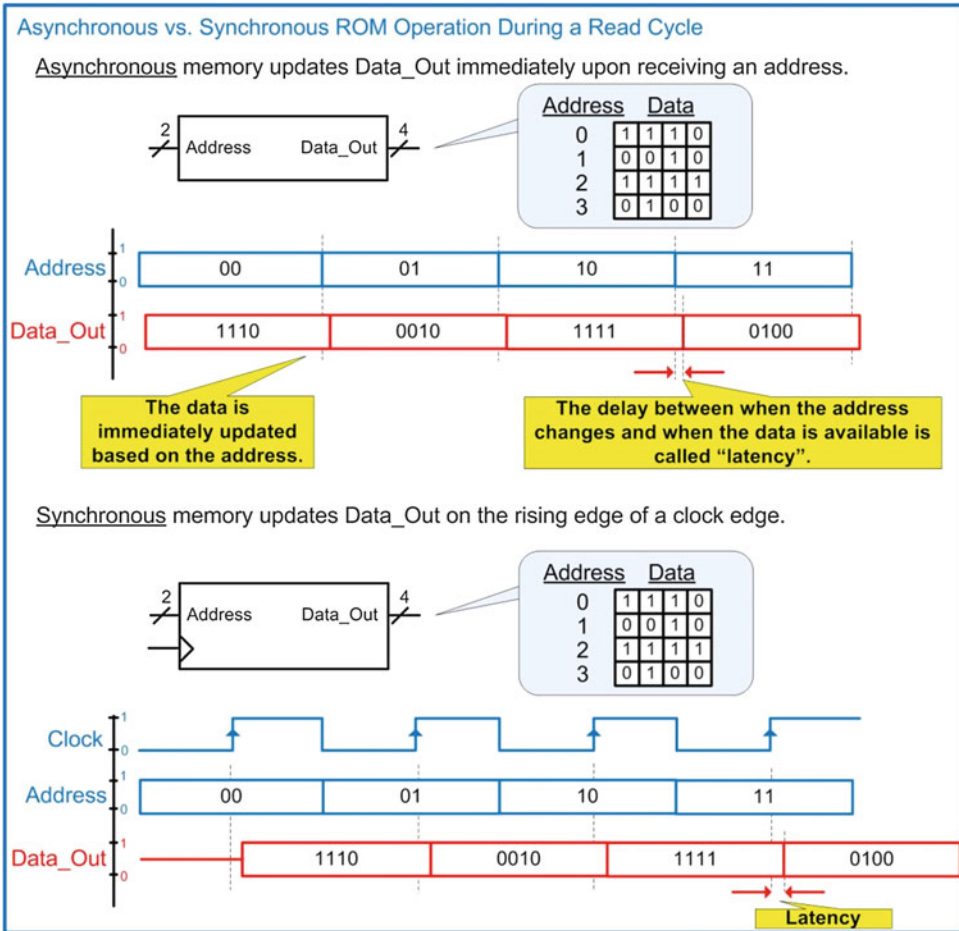 Asynchronous vs. Synchronous ROM Operation During a Read Cycle
Asynchronous memory updates Data_Out immediately upon receiving an address.
2 Address Data_Out 4
Address Data
0 1 1 1 0
1 0 0 1 0
2 1 1 1 1
3 0 1 0 0
Address 1 0 00 01 10 11
Data_Out 1 0 1110 0010 1111 0100
The data is
immediately updated
based on the address.
The delay between when the address
changes and when the data is available is
called “latency”.
Synchronous memory updates Data_Out on the rising edge of a clock edge.
2 Address Data_Out 4
Address Data
0 1 1 1 0
1 0 0 1 0
2 1 1 1 1
3 0 1 0 0
Clock 1 0
Address 1 0 00 01 10 11
Data_Out 1 0 1110 0010 1111 0100
Latency